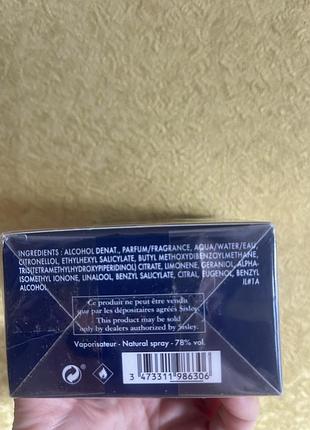 INGREDIENTS : ALCOHOL DENAT., PARFUM/FRAGRANCE, AQUA/WATER/EAU,
CITRONELLOL, ETHYLHEXYL SALICYLATE, BUTYL METHOXYDIBENZOYLMETHANE,
TRIS(TETRAMETHYLHYDROXYPIPERIDINOL) CITRATE, LIMONENE, GERANIOL, ALPHA-
ISOMETHYL IONONE, LINALOOL, BENZYL SALICYLATE, CITRAL, EUGENOL, BENZYL
ALCOHOL
IL#1A
Ce produit ne peut être vendu
que par les dépositaires agréés Sisley.
This product may be sold
only by dealers authorized by Sisley.
Vaporisateur - Natural spray - 78% vol.
3 473311 986306